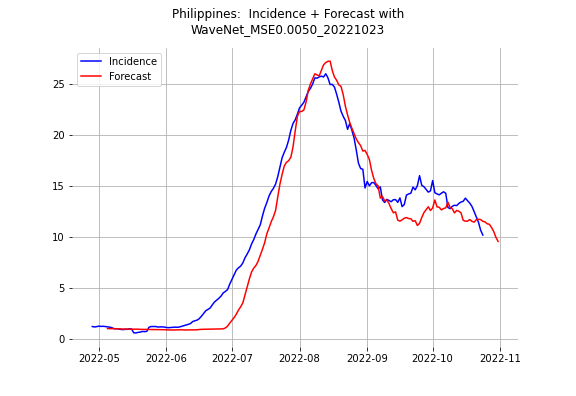 Philippines:  Incidence + Forecast with
WaveNet_MSE0.0050_20221023
Incidence
Forecast
25
20
15
10
5
0
2022-05 2022-06 2022-07 2022-08 2022-09 2022-10 2022-11